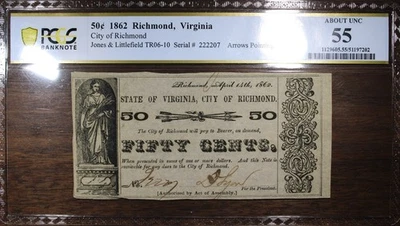 PCGS
BANKNOTE
50¢ 1862 Richmond, Virginia
City of Richmond
Jones & Littlefield TR06-10 Serial # 222207 Arrows
ABOUT UNC
55
Richmond, April 14th, 1862.
STATE OF VIRGINIA, CITY OF RICHMOND.
50 50
The City of Richmond will pay to Bearer, on demand,
FIFTY CENTS,
When presented in sums of one or more dollars. And this Note is
receivable for any dues to the City of Richmond.
For the President.
[Authorized by Act of Assembly.]